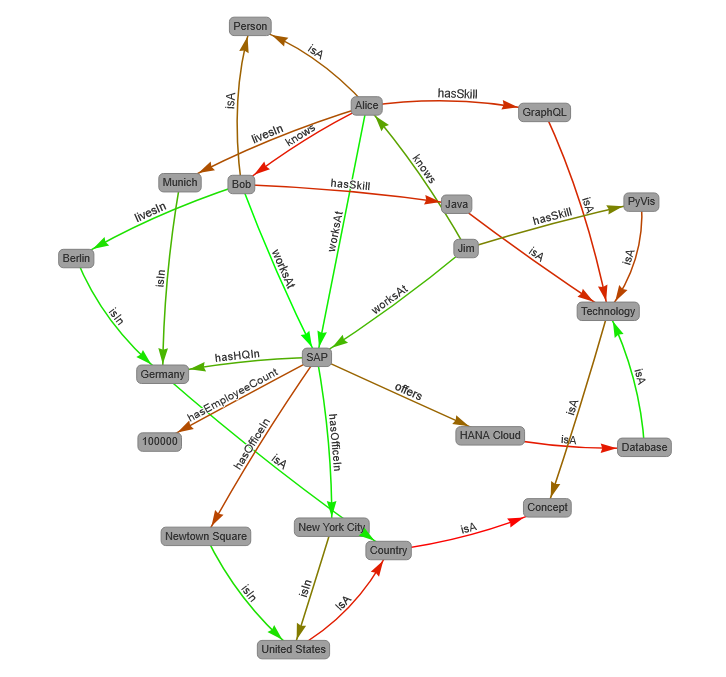 Person
isA
isA
Alice
hasSkill
GraphQL
livesIn
knows
knows
Munich
Bob
hasSkill
Java
isA
hasSkill
PyVis
livesIn
worksAt
Jim
isA
isA
Berlin
worksAt
isIn
isIn
worksAt
Technology
SAP
hasHQIn
Germany
hasEmployeeCount
offers
isA
isA
100000
hasOfficeIn
hasOfficeIn
isA
HANA Cloud
isA
Database
Concept
Newtown Square
New York City
isA
Country
isIn
isIn
isA
United States